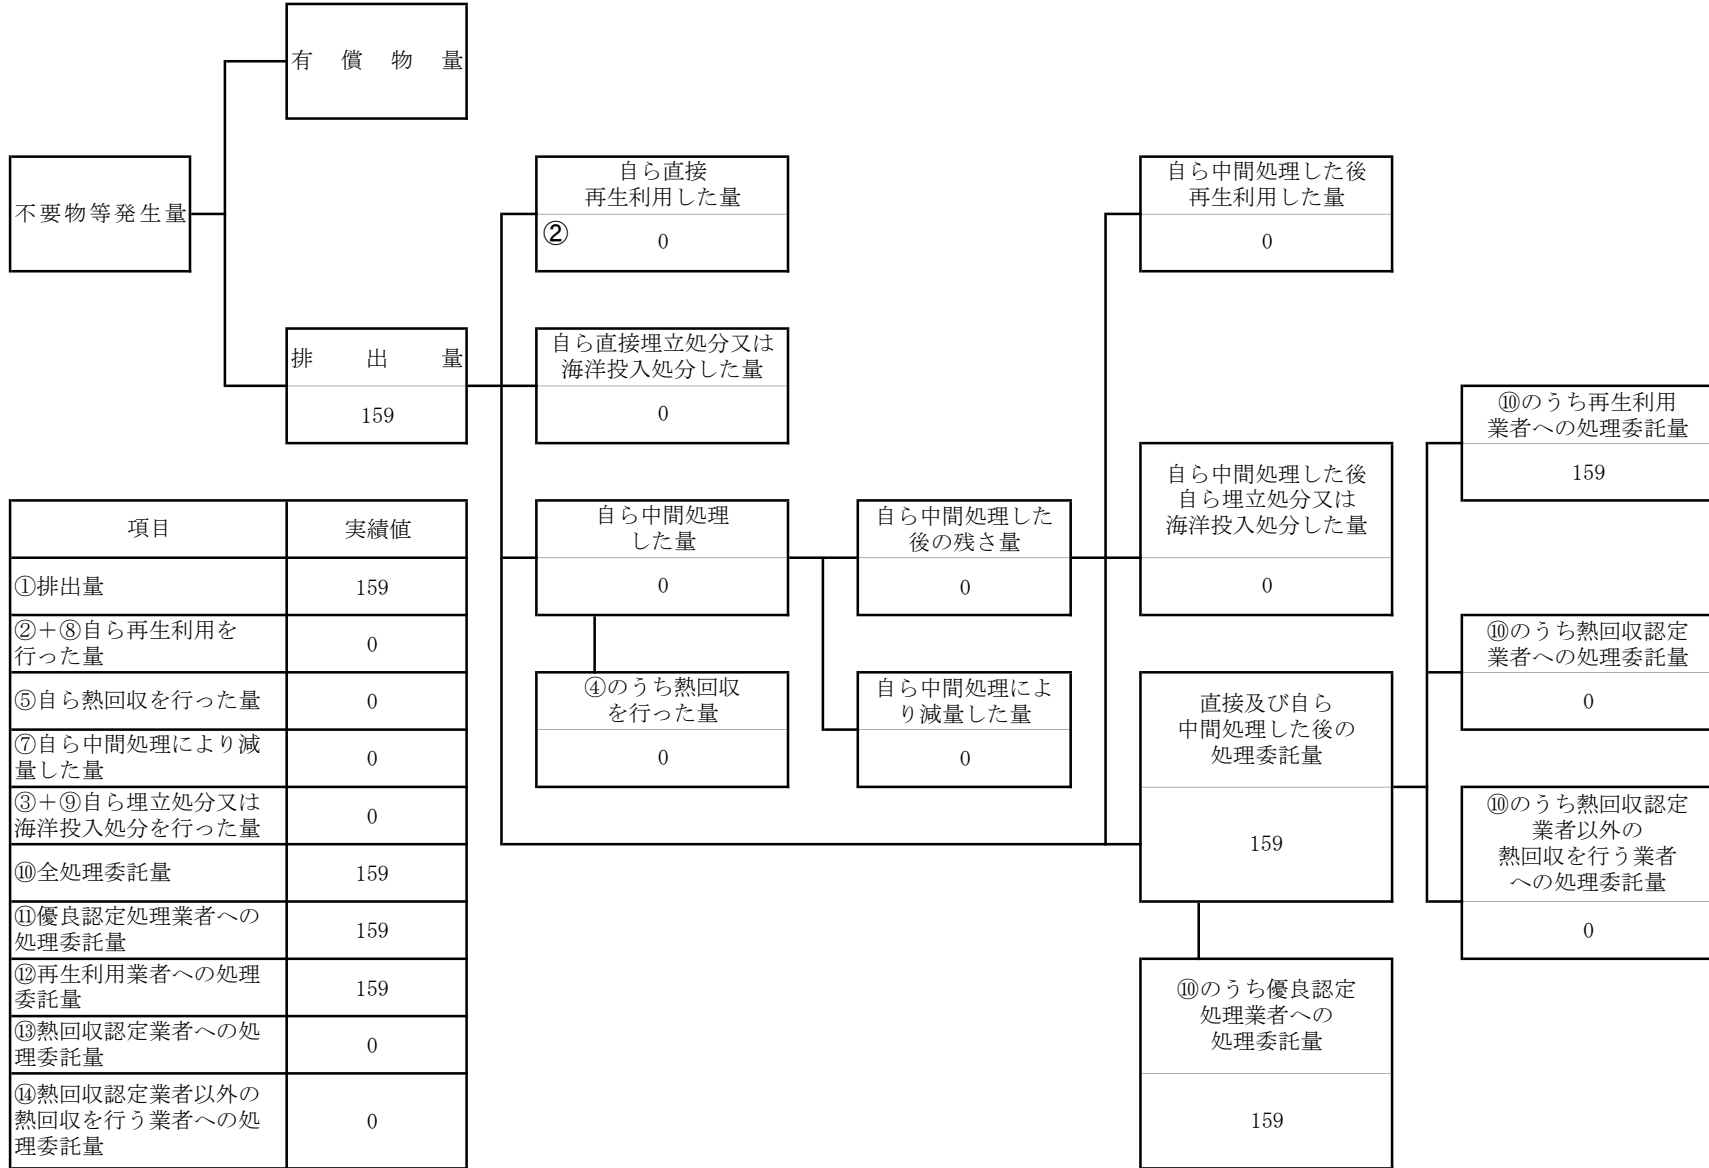 有償物量
不要物等発生量
排出量
159
自ら直接
再生利用した量
②
0
自ら直接埋立処分又は
海洋投入処分した量
0
自ら中間処理
した量
0
④のうち熱回収
を行った量
0
自ら中間処理した
後の残さ量
0
自ら中間処理によ
り減量した量
0
自ら中間処理した後
再生利用した量
0
自ら中間処理した後
自ら埋立処分又は
海洋投入処分した量
0
直接及び自ら
中間処理した後の
処理委託量
159
⑩のうち優良認定
処理業者への
処理委託量
159
⑩のうち再生利用
業者への処理委託量
159
⑩のうち熱回収認定
業者への処理委託量
0
⑩のうち熱回収認定
業者以外の
熱回収を行う業者
への処理委託量
0
項目 実績値
①排出量 159
②+⑧自ら再生利用を
行った量 0
⑤自ら熱回収を行った量 0
⑦自ら中間処理により減
量した量 0
③+⑨自ら埋立処分又は
海洋投入処分を行った量 0
⑩全処理委託量 159
⑪優良認定処理業者への
処理委託量 159
⑫再生利用業者への処理
委託量 159
⑬熱回収認定業者への処
理委託量 0
⑭熱回収認定業者以外の
熱回収を行う業者への処
理委託量 0